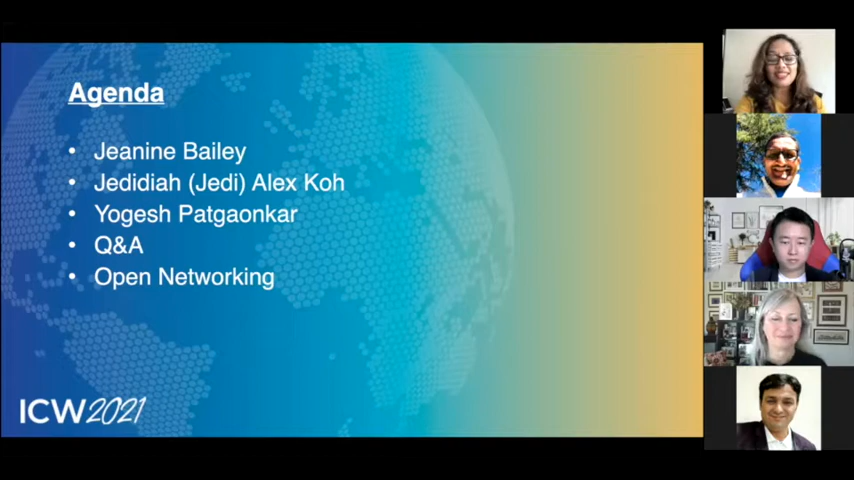 Agenda
• Jeanine Bailey
• Jedidiah (Jedi) Alex Koh
• Yogesh Patgaonkar
• Q&A
• Open Networking
ICW2021